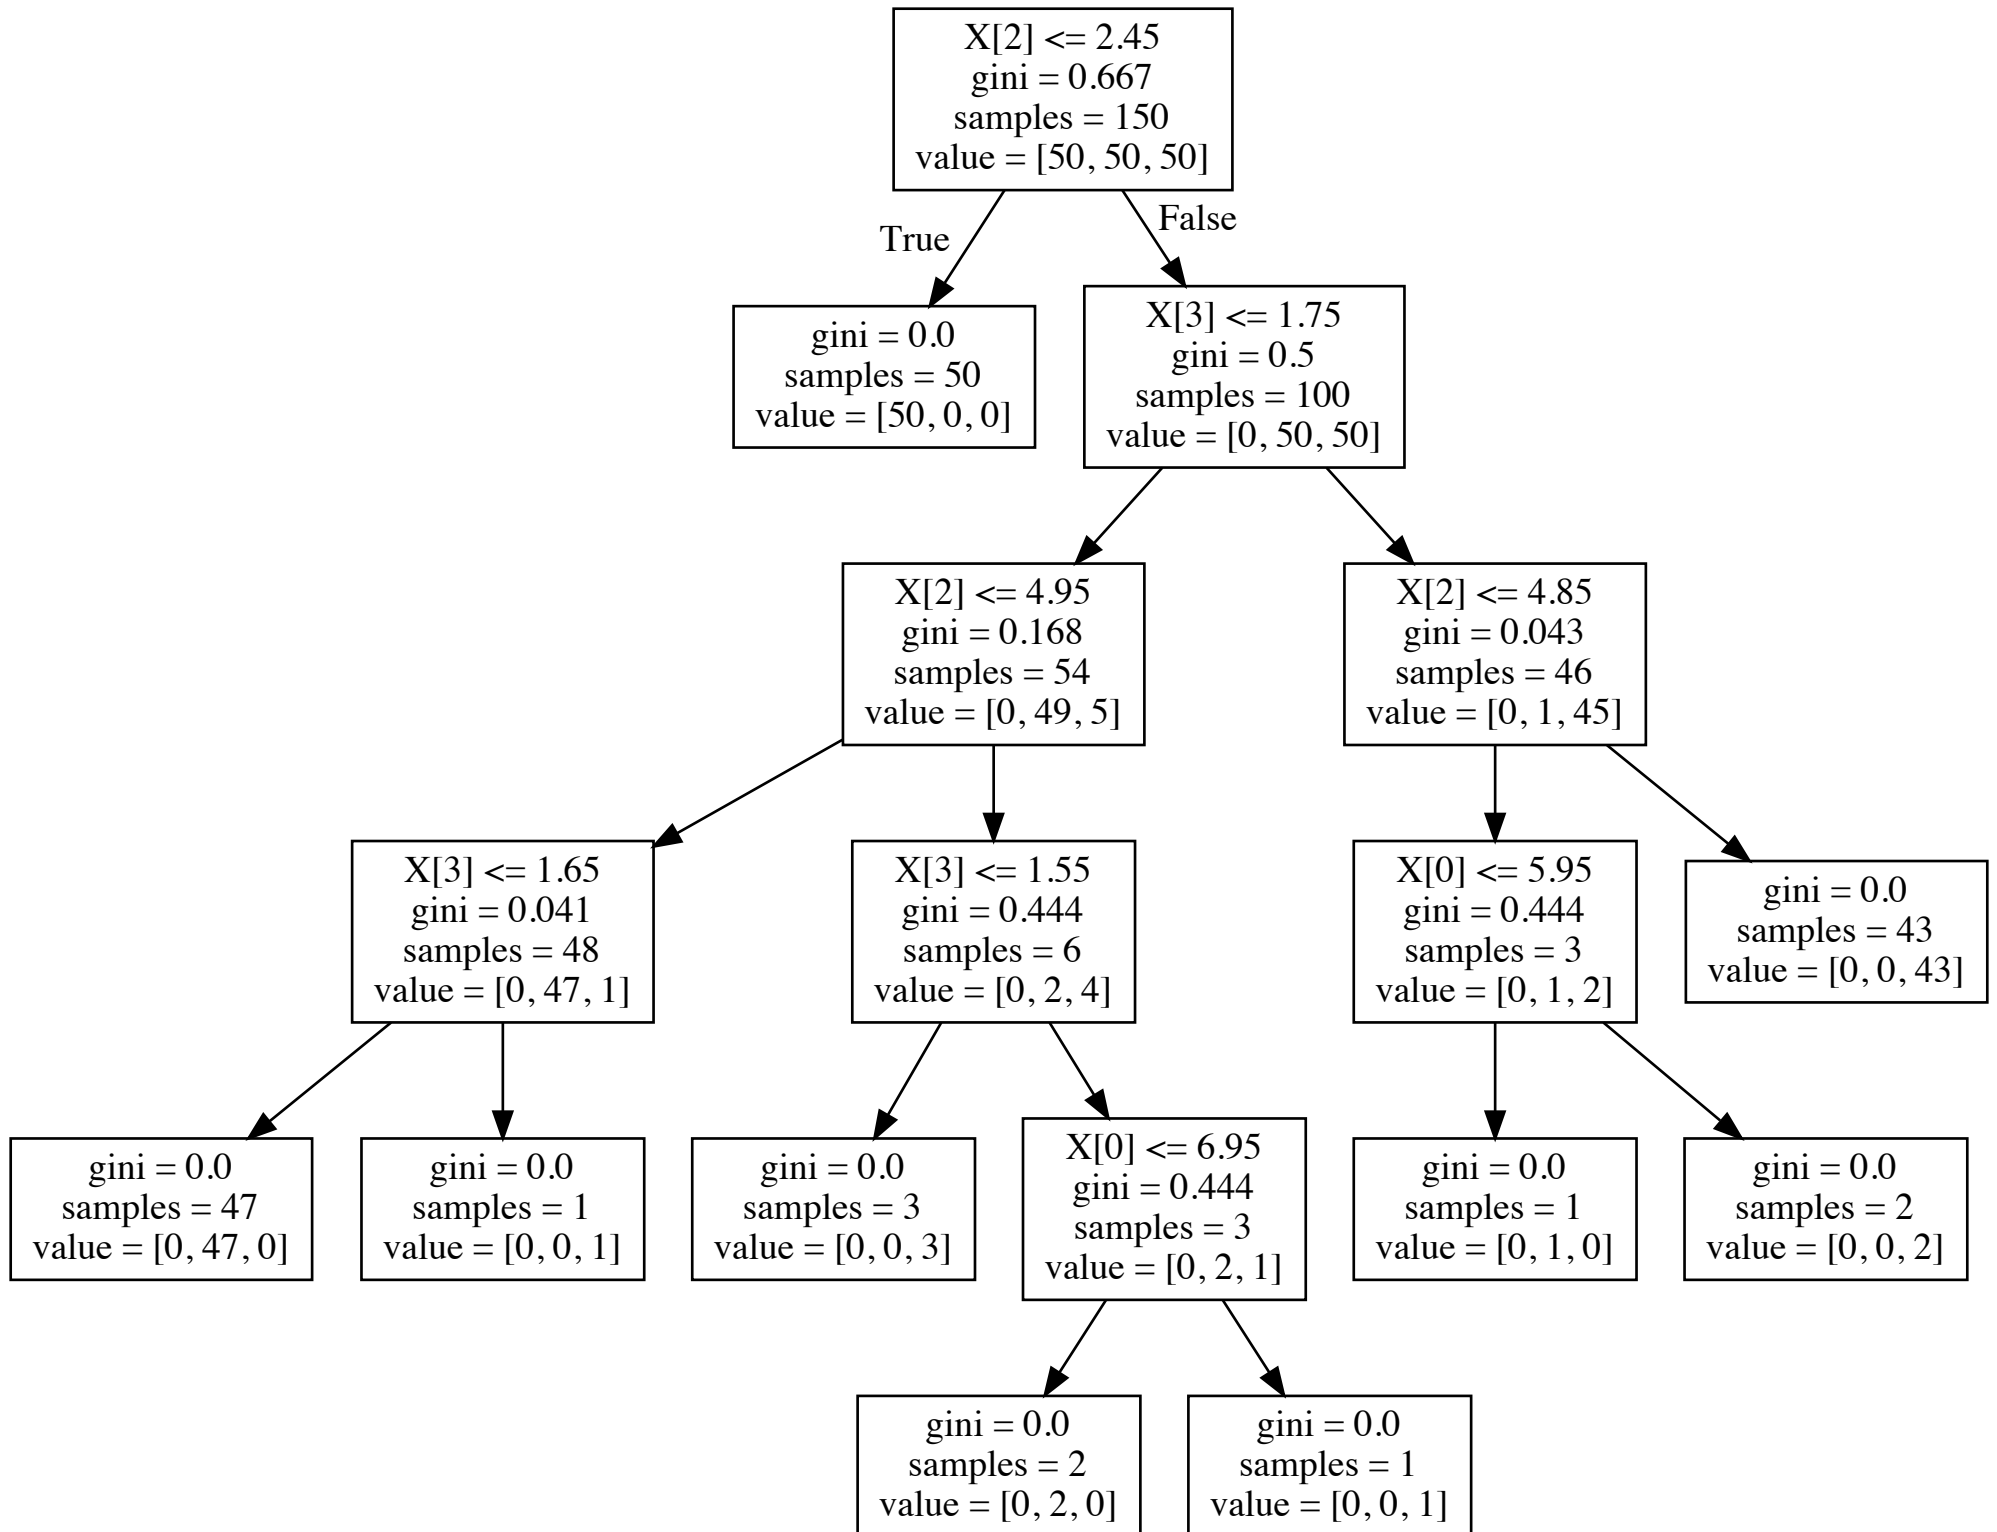 X[2] <= 2.45
gini = 0.667
samples = 150
value = [50, 50, 50]
True
False
gini = 0.0
samples = 50
value = [50, 0, 0]
X[3] <= 1.75
gini = 0.5
samples = 100
value = [0, 50, 50]
X[2] <= 4.95
gini = 0.168
samples = 54
value = [0, 49, 5]
X[2] <= 4.85
gini = 0.043
samples = 46
value = [0, 1, 45]
X[3] <= 1.65
gini = 0.041
samples = 48
value = [0, 47, 1]
X[3] <= 1.55
gini = 0.444
samples = 6
value = [0, 2, 4]
X[0] <= 5.95
gini = 0.444
samples = 3
value = [0, 1, 2]
gini = 0.0
samples = 43
value = [0, 0, 43]
gini = 0.0
samples = 47
value = [0, 47, 0]
gini = 0.0
samples = 1
value = [0, 0, 1]
gini = 0.0
samples = 3
value = [0, 0, 3]
X[0] <= 6.95
gini = 0.444
samples = 3
value = [0, 2, 1]
gini = 0.0
samples = 1
value = [0, 1, 0]
gini = 0.0
samples = 2
value = [0, 0, 2]
gini = 0.0
samples = 2
value = [0, 2, 0]
gini = 0.0
samples = 1
value = [0, 0, 1]